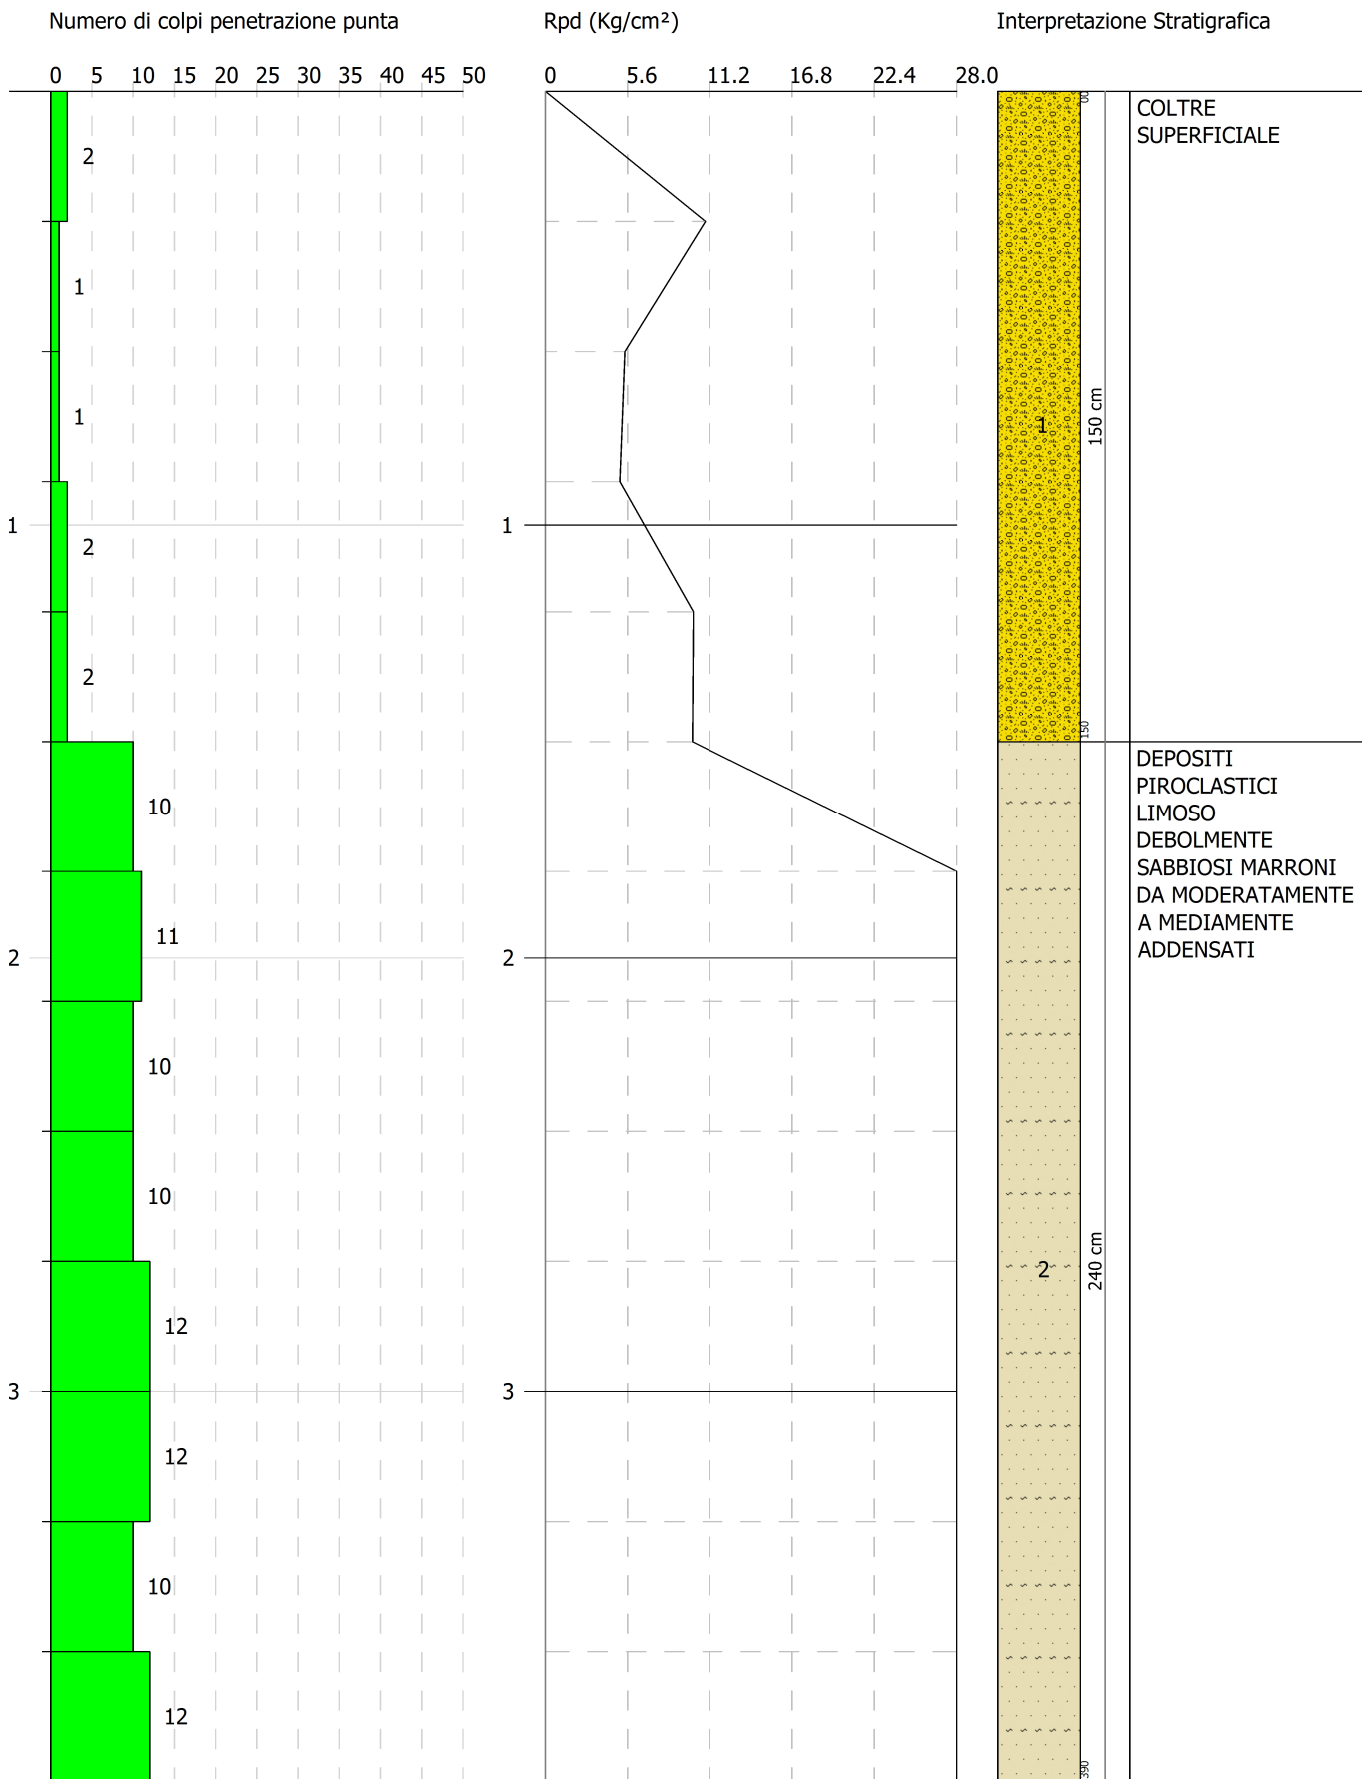 Numero di colpi penetrazione punta
0 5 10 15 20 25 30 35 40 45 50
2
1
1
1
2
2
10
11
2
10
10
12
3
12
10
12
Rpd (Kg/cm²)
0 5.6 11.2 16.8 22.4 28.0
1
2
3
Interpretazione Stratigrafica
00
1
150 cm
150
2
240 cm
390
COLTRE
SUPERFICIALE
DEPOSITI
PIROCLASTICI
LIMOSO
DEBOLMENTE
SABBIOSI MARRONI
DA MODERATAMENTE
A MEDIAMENTE
ADDENSATI